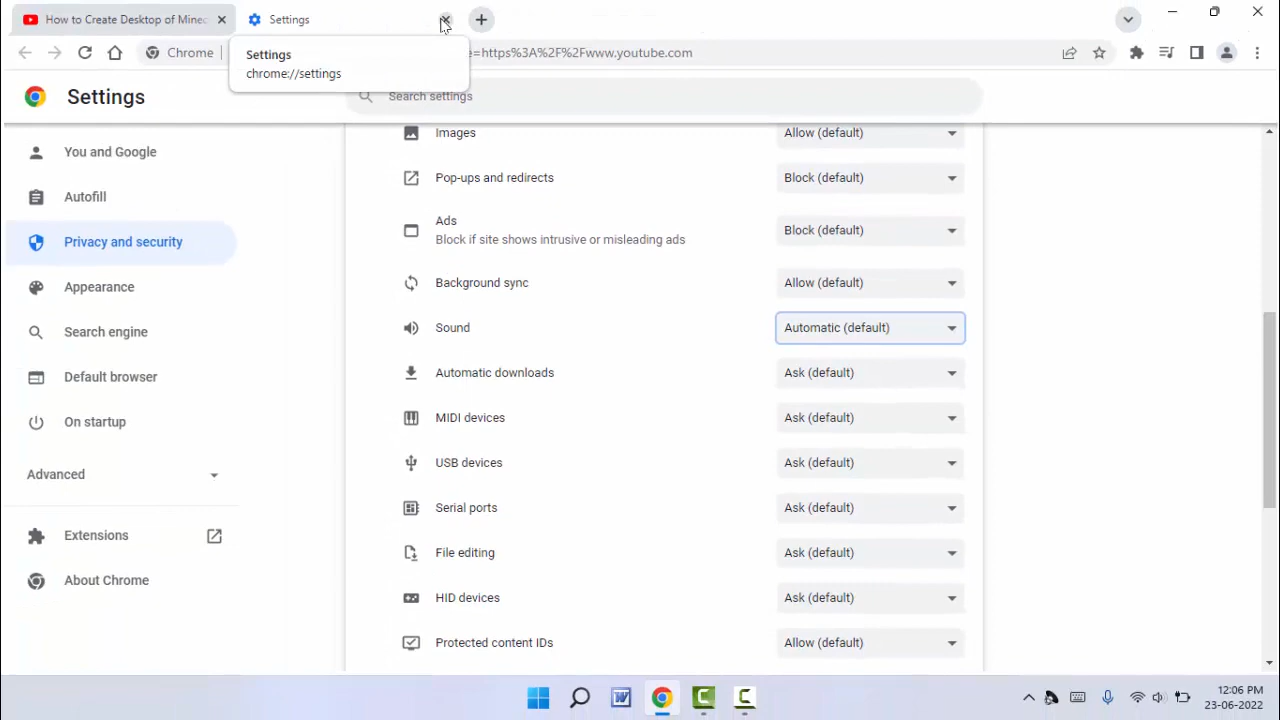 How to Create Desktop of Minec
Settings
Chrome
e=https%3A%2F%2Fwww.youtube.com
Settings
chrome://settings
Settings
Search settings
You and Google
Autofill
Privacy and security
Appearance
Search engine
Default browser
On startup
Advanced
Extensions
About Chrome
Images
Allow (default)
Pop-ups and redirects
Block (default)
Ads
Block if site shows intrusive or misleading ads
Block (default)
Background sync
Allow (default)
Sound
Automatic (default)
Automatic downloads
Ask (default)
MIDI devices
Ask (default)
USB devices
Ask (default)
Serial ports
Ask (default)
File editing
Ask (default)
HID devices
Ask (default)
Protected content IDs
Allow (default)
12:06 PM
23-06-2022